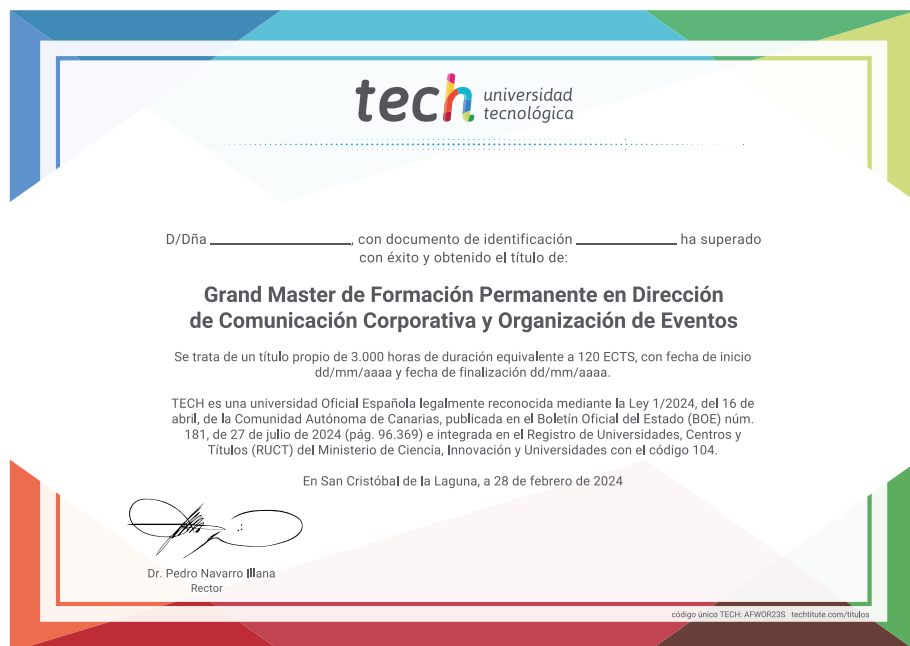 tech universidad
tecnológica
D/Dña ____________________, con documento de identificación ______________ ha superado
con éxito y obtenido el título de:
Grand Master de Formación Permanente en Dirección
de Comunicación Corporativa y Organización de Eventos
Se trata de un título propio de 3.000 horas de duración equivalente a 120 ECTS, con fecha de inicio
dd/mm/aaaa y fecha de finalización dd/mm/aaaa.
TECH es una universidad Oficial Española legalmente reconocida mediante la Ley 1/2024, del 16 de
abril, de la Comunidad Autónoma de Canarias, publicada en el Boletín Oficial del Estado (BOE) núm.
181, de 27 de julio de 2024 (pág. 96.369) e integrada en el Registro de Universidades, Centros y
Títulos (RUCT) del Ministerio de Ciencia, Innovación y Universidades con el código 104.
En San Cristóbal de la Laguna, a 28 de febrero de 2024
Dr. Pedro Navarro Illana
Rector
código único TECH: AFWOR23S techtitute.com/titulos